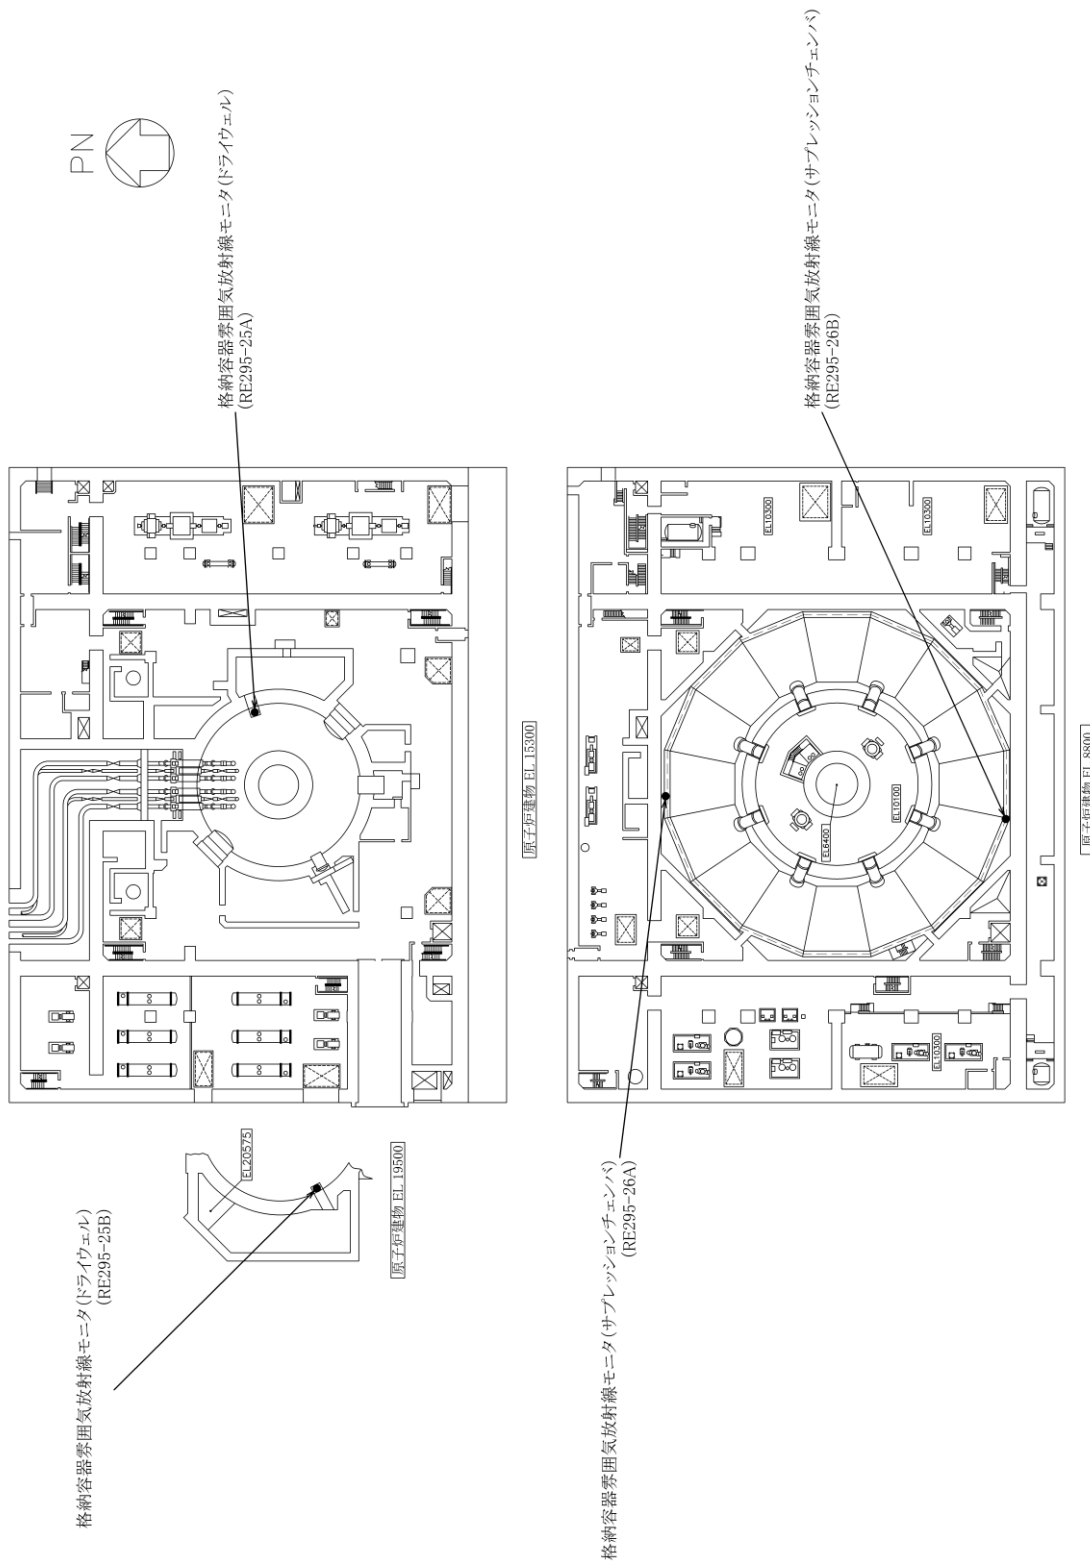 PN
格納容器雰囲気放射線モニタ(ドライウェル)
(RE295-25A)
原子炉建物 EL 15300
格納容器雰囲気放射線モニタ(ドライウェル)
(RE295-25B)
EL20575
原子炉建物 EL 19500
格納容器雰囲気放射線モニタ(サプレッションチェンバ)
(RE295-26B)
EL10300
EL10300
EL10100
EL6400
EL10300
原子炉建物 EL 8800
格納容器雰囲気放射線モニタ(サプレッションチェンバ)
(RE295-26A)